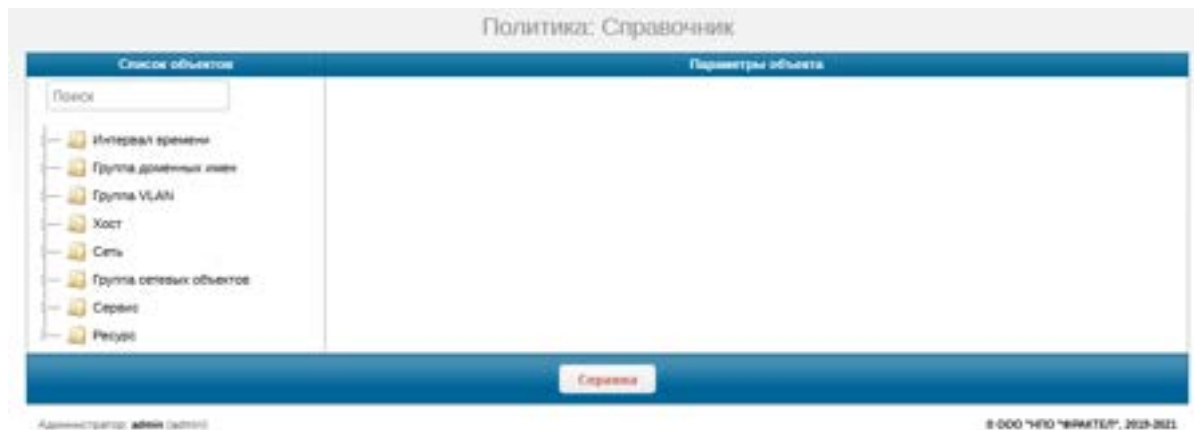 Политика: Справочник
Список объектов
Параметры объекта
Поиск
Интервал времени
Группа доменных имен
Группа VLAN
Хост
Сеть
Группа сетевых объектов
Сервис
Ресурс
Справка
Администратор: admin (admin)
© ООО "НПО "ФРАКТЕЛ", 2019-2021